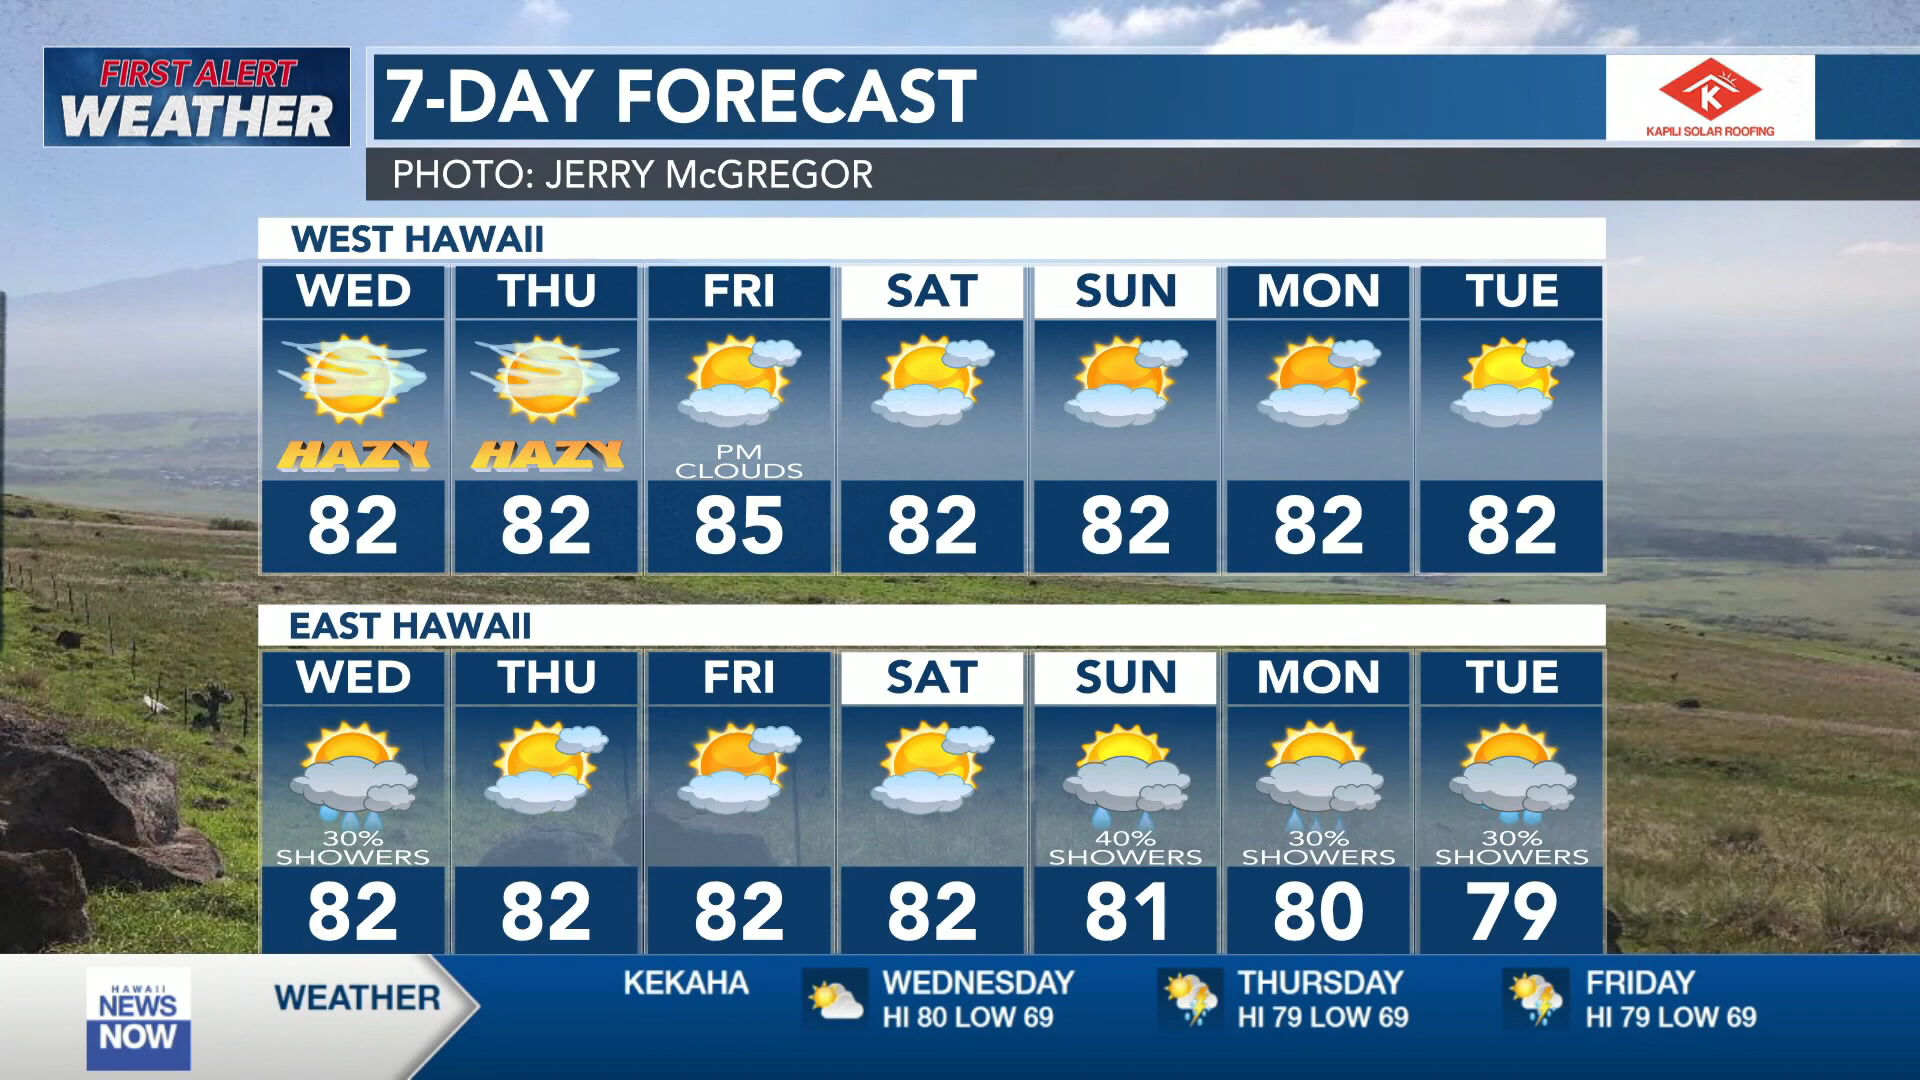 FIRST ALERT
WEATHER
7-DAY FORECAST
K
KAPILI SOLAR ROOFING
PHOTO: JERRY McGREGOR
WEST HAWAII
WED THU FRI SAT SUN MON TUE
HAZY HAZY PM
CLOUDS
82 82 85 82 82 82 82
EAST HAWAII
WED THU FRI SAT SUN MON TUE
30% 40% 30% 30%
SHOWERS SHOWERS SHOWERS SHOWERS
82 82 82 82 81 80 79
HAWAII
NEWS
NOW
WEATHER
KEKAHA
WEDNESDAY
HI 80 LOW 69
THURSDAY
HI 79 LOW 69
FRIDAY
HI 79 LOW 69